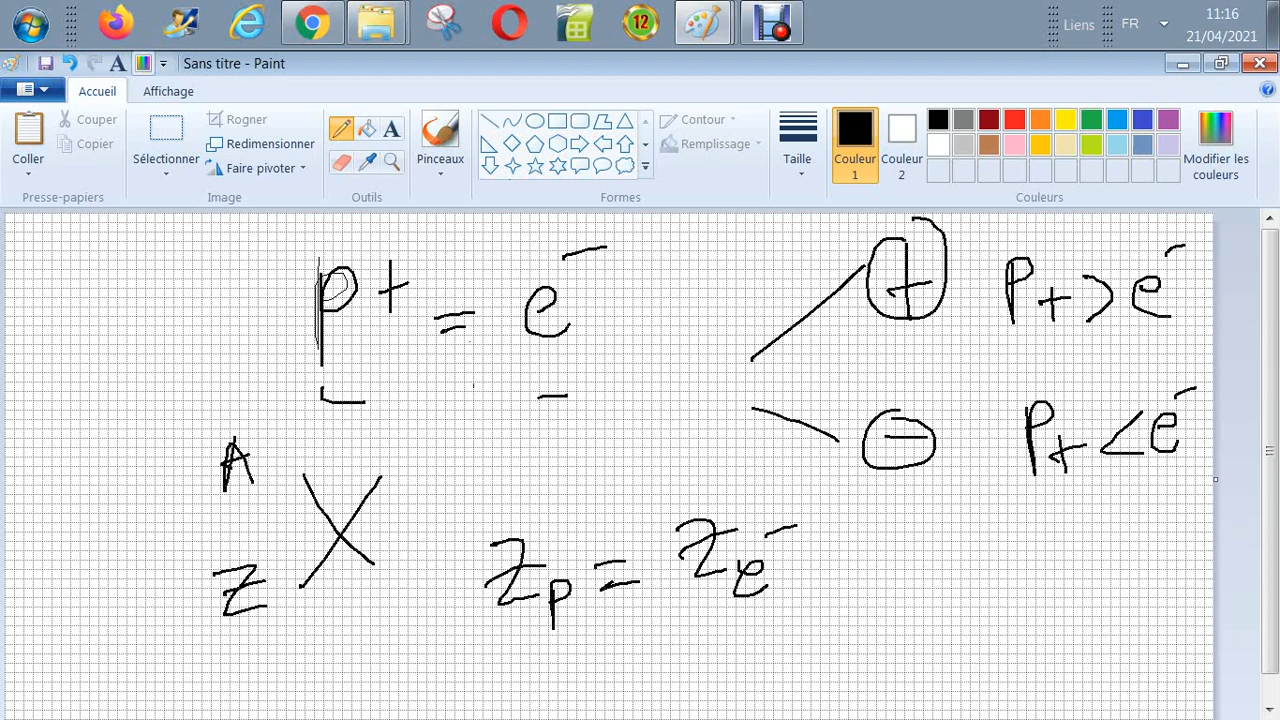 11:16
Liens
FR
12
21/04/2021
Sans titre - Paint
Accueil Affichage
Couper Rogner Contour
Copier Redimensionner Remplissage
Coller Sélectionner Faire pivoter Pinceaux Taille Couleur 1 Couleur 2 Modifier les couleurs
Presse-papiers Image Outils Formes Couleurs
p+ = e⁻
+ P+ > e⁻
- P+ < e⁻
A
X
Z
Zp = Ze⁻